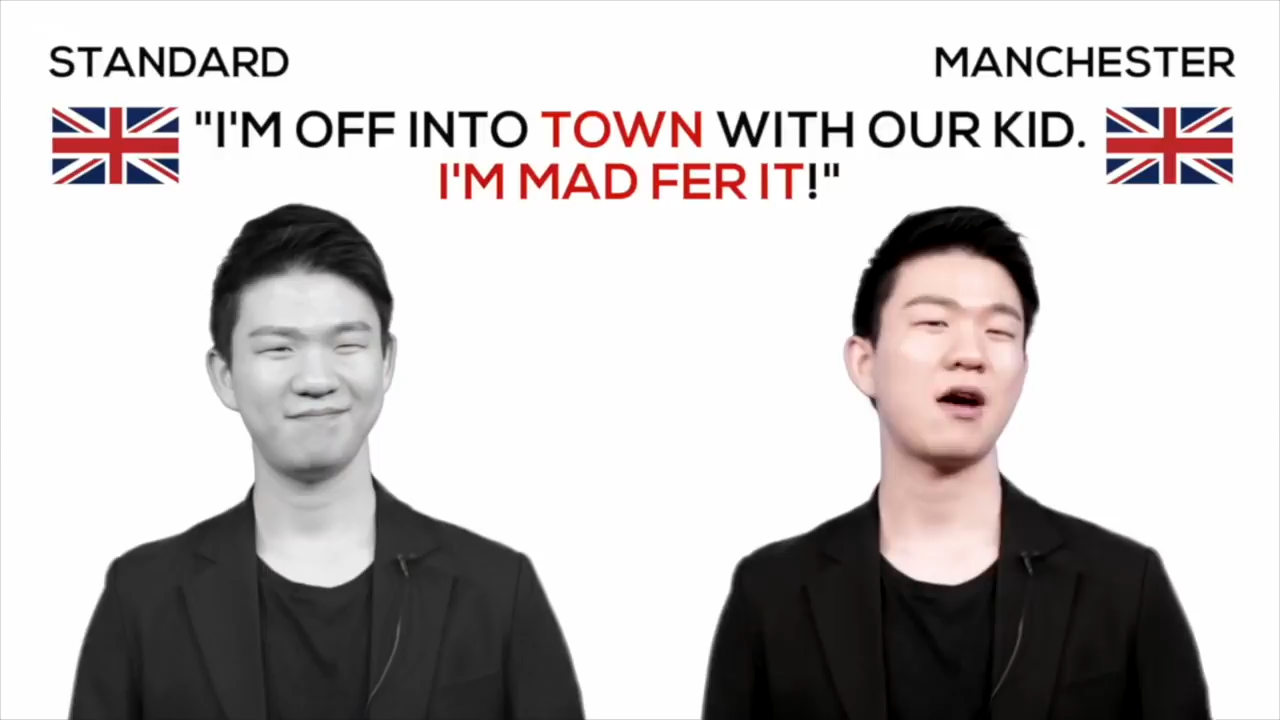 STANDARD
MANCHESTER
"I'M OFF INTO TOWN WITH OUR KID.
I'M MAD FER IT!"